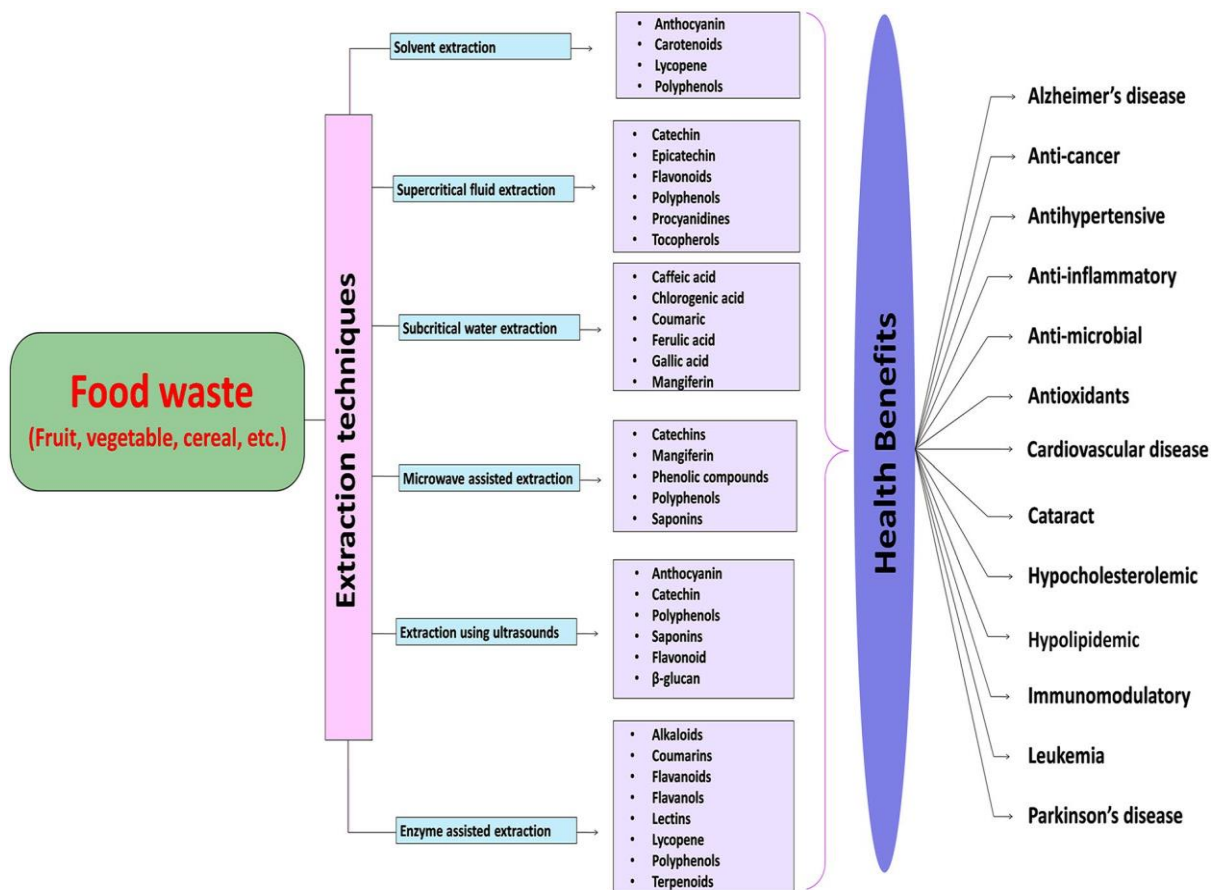 Food waste
(Fruit, vegetable, cereal, etc.)
Extraction techniques
Solvent extraction
• Anthocyanin
• Carotenoids
• Lycopene
• Polyphenols
Supercritical fluid extraction
• Catechin
• Epicatechin
• Flavonoids
• Polyphenols
• Procyanidines
• Tocopherols
Subcritical water extraction
• Caffeic acid
• Chlorogenic acid
• Coumaric
• Ferulic acid
• Gallic acid
• Mangiferin
Microwave assisted extraction
• Catechins
• Mangiferin
• Phenolic compounds
• Polyphenols
• Saponins
Extraction using ultrasounds
• Anthocyanin
• Catechin
• Polyphenols
• Saponins
• Flavonoid
• β-glucan
Enzyme assisted extraction
• Alkaloids
• Coumarins
• Flavanoids
• Flavanols
• Lectins
• Lycopene
• Polyphenols
• Terpenoids
Health Benefits
Alzheimer's disease
Anti-cancer
Antihypertensive
Anti-inflammatory
Anti-microbial
Antioxidants
Cardiovascular disease
Cataract
Hypocholesterolemic
Hypolipidemic
Immunomodulatory
Leukemia
Parkinson's disease